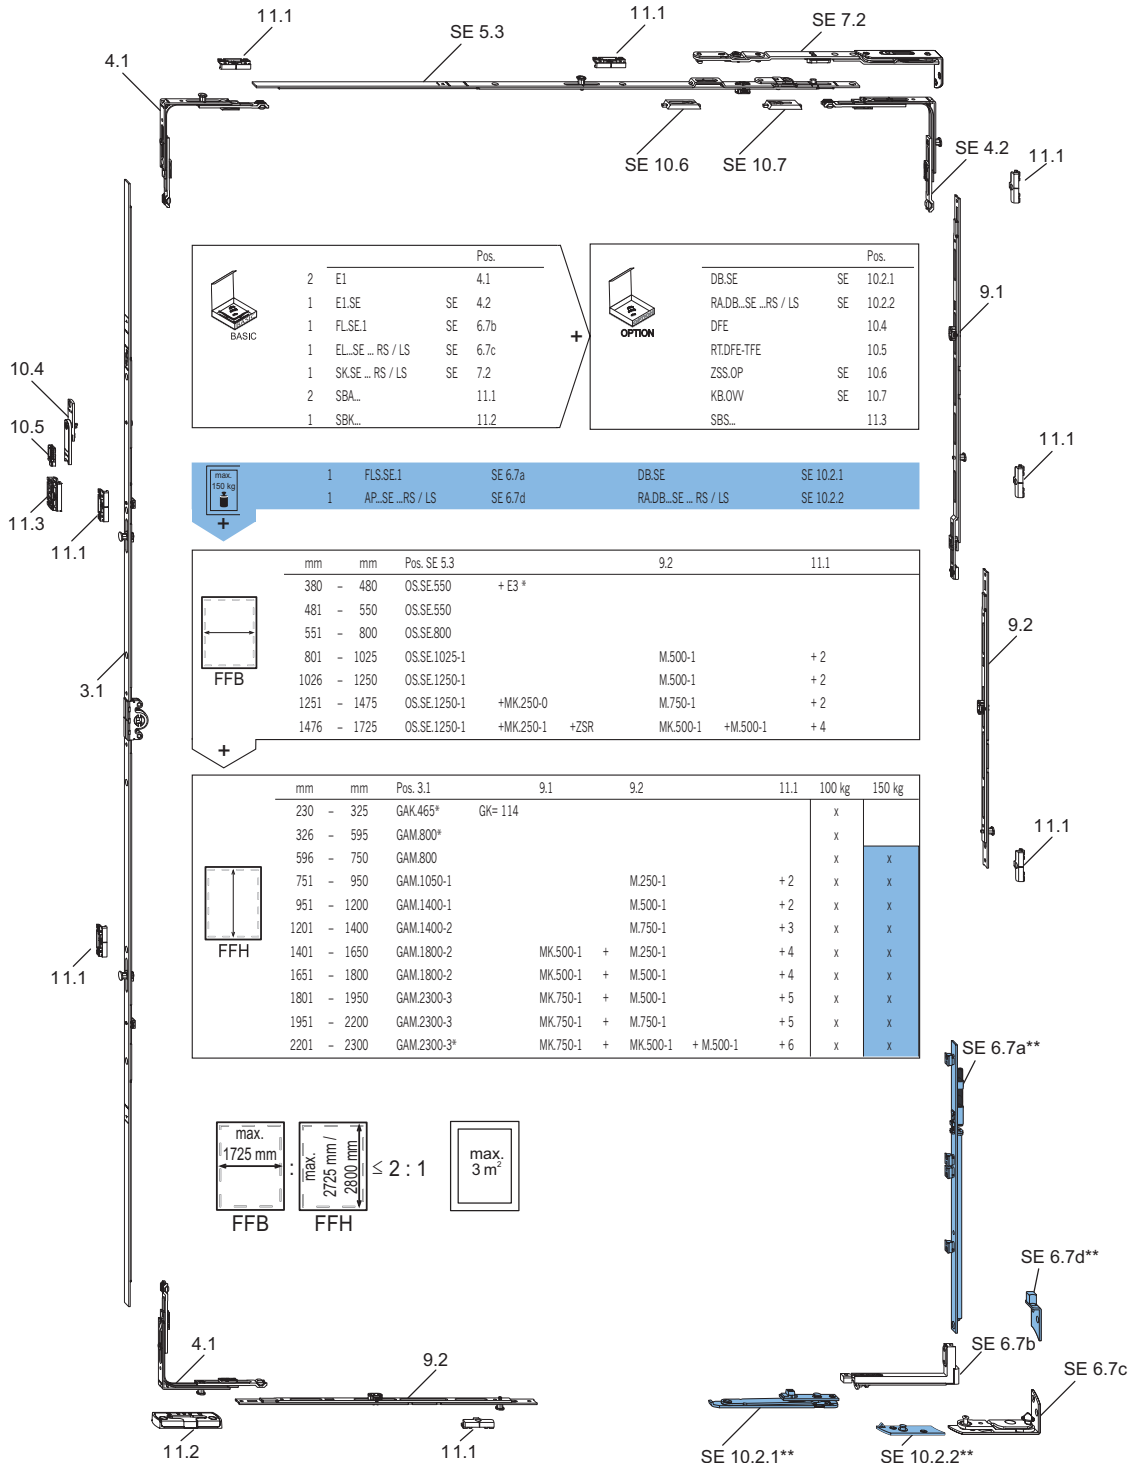 11.1
11.1
SE 7.2
SE 5.3
4.1
SE 10.6
SE 10.7
SE 4.2
11.1
Pos.
2 E1 4.1
1 E1.SE SE 4.2
1 FL.SE.1 SE 6.7b
1 EL...SE ... RS / LS SE 6.7c
1 SK.SE ... RS / LS SE 7.2
2 SBA... 11.1
1 SBK... 11.2
BASIC
+
Pos.
DB.SE SE 10.2.1
RA.DB...SE ...RS / LS SE 10.2.2
DFE 10.4
RT.DFE-TFE 10.5
ZSS.OP SE 10.6
KB.OVV SE 10.7
SBS... 11.3
OPTION
9.1
10.4
10.5
11.3
11.1
11.1
max.
150 kg
+
1 FLS.SE.1 SE 6.7a DB.SE SE 10.2.1
1 AP...SE ...RS / LS SE 6.7d RA.DB...SE ... RS / LS SE 10.2.2
mm mm Pos. SE 5.3 9.2 11.1
380 – 480 OS.SE.550 + E3 *
481 – 550 OS.SE.550
551 – 800 OS.SE.800
801 – 1025 OS.SE.1025-1 M.500-1 + 2
1026 – 1250 OS.SE.1250-1 M.500-1 + 2
1251 – 1475 OS.SE.1250-1 +MK.250-0 M.750-1 + 2
1476 – 1725 OS.SE.1250-1 +MK.250-1 +ZSR MK.500-1 +M.500-1 + 4
FFB
+
9.2
3.1
mm mm Pos. 3.1 9.1 9.2 11.1 100 kg 150 kg
230 – 325 GAK.465* GK= 114 x
326 – 595 GAM.800* x
596 – 750 GAM.800 x x
751 – 950 GAM.1050-1 M.250-1 + 2 x x
951 – 1200 GAM.1400-1 M.500-1 + 2 x x
1201 – 1400 GAM.1400-2 M.750-1 + 3 x x
1401 – 1650 GAM.1800-2 MK.500-1 + M.250-1 + 4 x x
1651 – 1800 GAM.1800-2 MK.500-1 + M.500-1 + 4 x x
1801 – 1950 GAM.2300-3 MK.750-1 + M.500-1 + 5 x x
1951 – 2200 GAM.2300-3 MK.750-1 + M.750-1 + 5 x x
2201 – 2300 GAM.2300-3* MK.750-1 + MK.500-1 + M.500-1 + 6 x x
FFH
11.1
11.1
SE 6.7a**
max.
1725 mm
FFB
:
max.
2725 mm /
2800 mm
FFH
≤ 2 : 1
max.
3 m²
SE 6.7d**
4.1
9.2
11.2
11.1
SE 6.7b
SE 6.7c
SE 10.2.1**
SE 10.2.2**